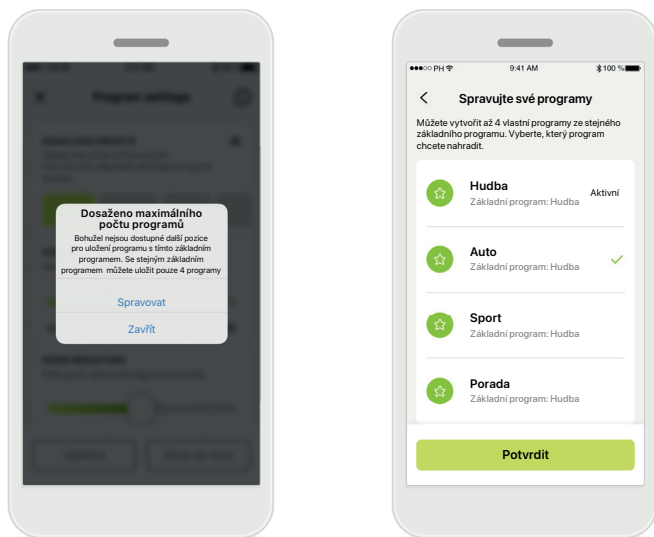 Program settings
Dosaženo maximálního
počtu programů
Bohužel nejsou dostupné další pozice
pro uložení programu s tímto základním
programem. Se stejným základním
programem můžete uložit pouze 4 programy
Spravovat
Zavřít
PH 9:41 AM 100 %
Spravujte své programy
Můžete vytvořit až 4 vlastní programy ze stejného
základního programu. Vyberte, který program
chcete nahradit.
Hudba
Aktivní
Základní program: Hudba
Auto
Základní program: Hudba
Sport
Základní program: Hudba
Porada
Základní program: Hudba
Potvrdit